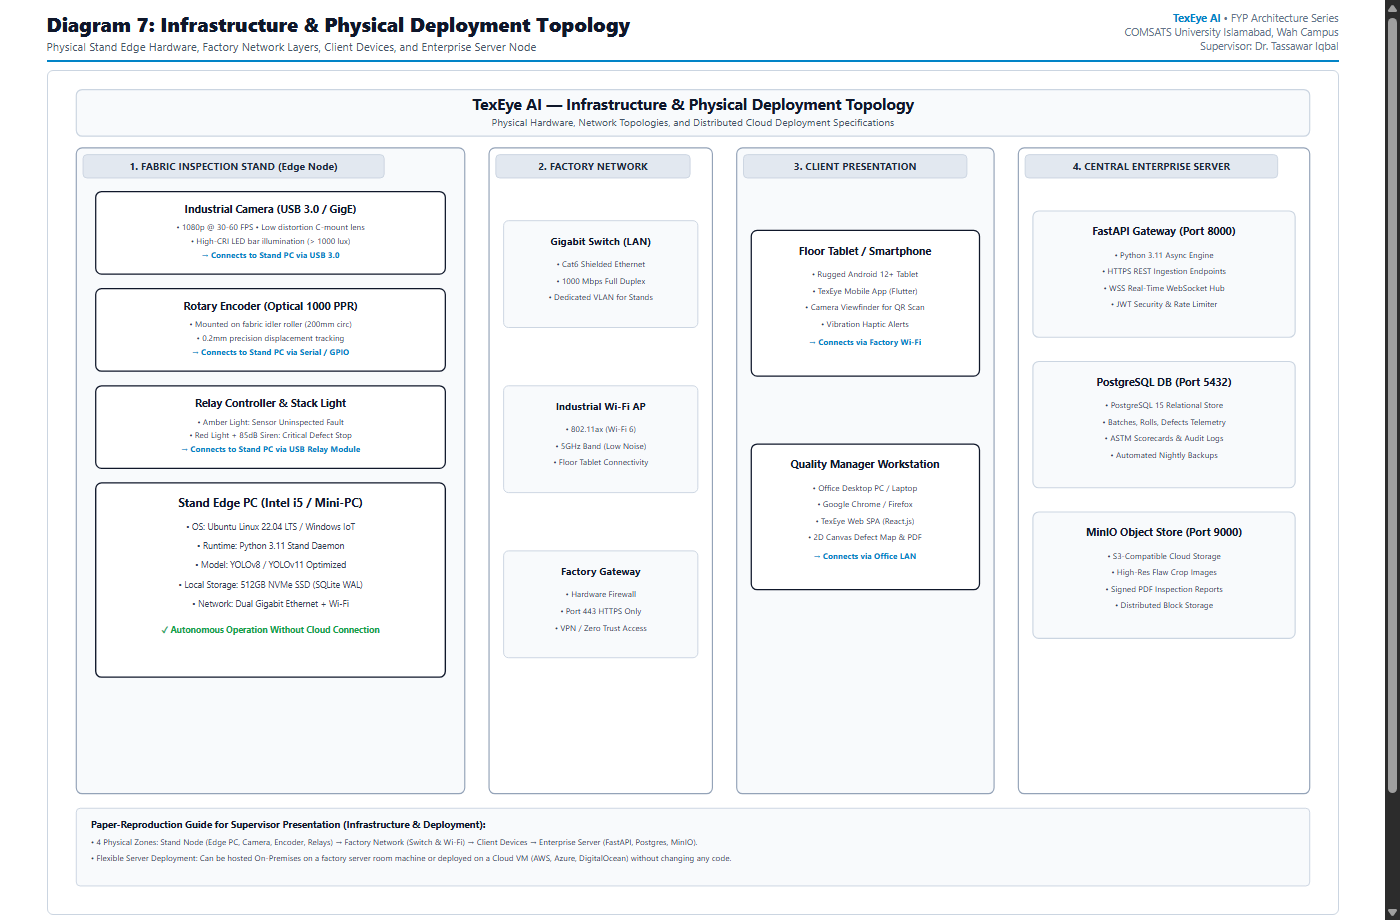 Diagram 7: Infrastructure & Physical Deployment Topology
Physical Stand Edge Hardware, Factory Network Layers, Client Devices, and Enterprise Server Node
TexEye AI • FYP Architecture Series
COMSATS University Islamabad, Wah Campus
Supervisor: Dr. Tassawar Iqbal
TexEye AI — Infrastructure & Physical Deployment Topology
Physical Hardware, Network Topologies, and Distributed Cloud Deployment Specifications
1. FABRIC INSPECTION STAND (Edge Node)
Industrial Camera (USB 3.0 / GigE)
• 1080p @ 30-60 FPS • Low distortion C-mount lens
• High-CRI LED bar illumination (> 1000 lux)
→ Connects to Stand PC via USB 3.0
Rotary Encoder (Optical 1000 PPR)
• Mounted on fabric idler roller (200mm circ)
• 0.2mm precision displacement tracking
→ Connects to Stand PC via Serial / GPIO
Relay Controller & Stack Light
• Amber Light: Sensor Uninspected Fault
• Red Light + 85dB Siren: Critical Defect Stop
→ Connects to Stand PC via USB Relay Module
Stand Edge PC (Intel i5 / Mini-PC)
• OS: Ubuntu Linux 22.04 LTS / Windows IoT
• Runtime: Python 3.11 Stand Daemon
• Model: YOLOv8 / YOLOv11 Optimized
• Local Storage: 512GB NVMe SSD (SQLite WAL)
• Network: Dual Gigabit Ethernet + Wi-Fi
✓ Autonomous Operation Without Cloud Connection
2. FACTORY NETWORK
Gigabit Switch (LAN)
• Cat6 Shielded Ethernet
• 1000 Mbps Full Duplex
• Dedicated VLAN for Stands
Industrial Wi-Fi AP
• 802.11ax (Wi-Fi 6)
• 5GHz Band (Low Noise)
• Floor Tablet Connectivity
Factory Gateway
• Hardware Firewall
• Port 443 HTTPS Only
• VPN / Zero Trust Access
3. CLIENT PRESENTATION
Floor Tablet / Smartphone
• Rugged Android 12+ Tablet
• TexEye Mobile App (Flutter)
• Camera Viewfinder for QR Scan
• Vibration Haptic Alerts
→ Connects via Factory Wi-Fi
Quality Manager Workstation
• Office Desktop PC / Laptop
• Google Chrome / Firefox
• TexEye Web SPA (React.js)
• 2D Canvas Defect Map & PDF
→ Connects via Office LAN
4. CENTRAL ENTERPRISE SERVER
FastAPI Gateway (Port 8000)
• Python 3.11 Async Engine
• HTTPS REST Ingestion Endpoints
• WSS Real-Time WebSocket Hub
• JWT Security & Rate Limiter
PostgreSQL DB (Port 5432)
• PostgreSQL 15 Relational Store
• Batches, Rolls, Defects Telemetry
• ASTM Scorecards & Audit Logs
• Automated Nightly Backups
MinIO Object Store (Port 9000)
• S3-Compatible Cloud Storage
• High-Res Flaw Crop Images
• Signed PDF Inspection Reports
• Distributed Block Storage
Paper-Reproduction Guide for Supervisor Presentation (Infrastructure & Deployment):
• 4 Physical Zones: Stand Node (Edge PC, Camera, Encoder, Relays) → Factory Network (Switch & Wi-Fi) → Client Devices → Enterprise Server (FastAPI, Postgres, MinIO).
• Flexible Server Deployment: Can be hosted On-Premises on a factory server room machine or deployed on a Cloud VM (AWS, Azure, DigitalOcean) without changing any code.